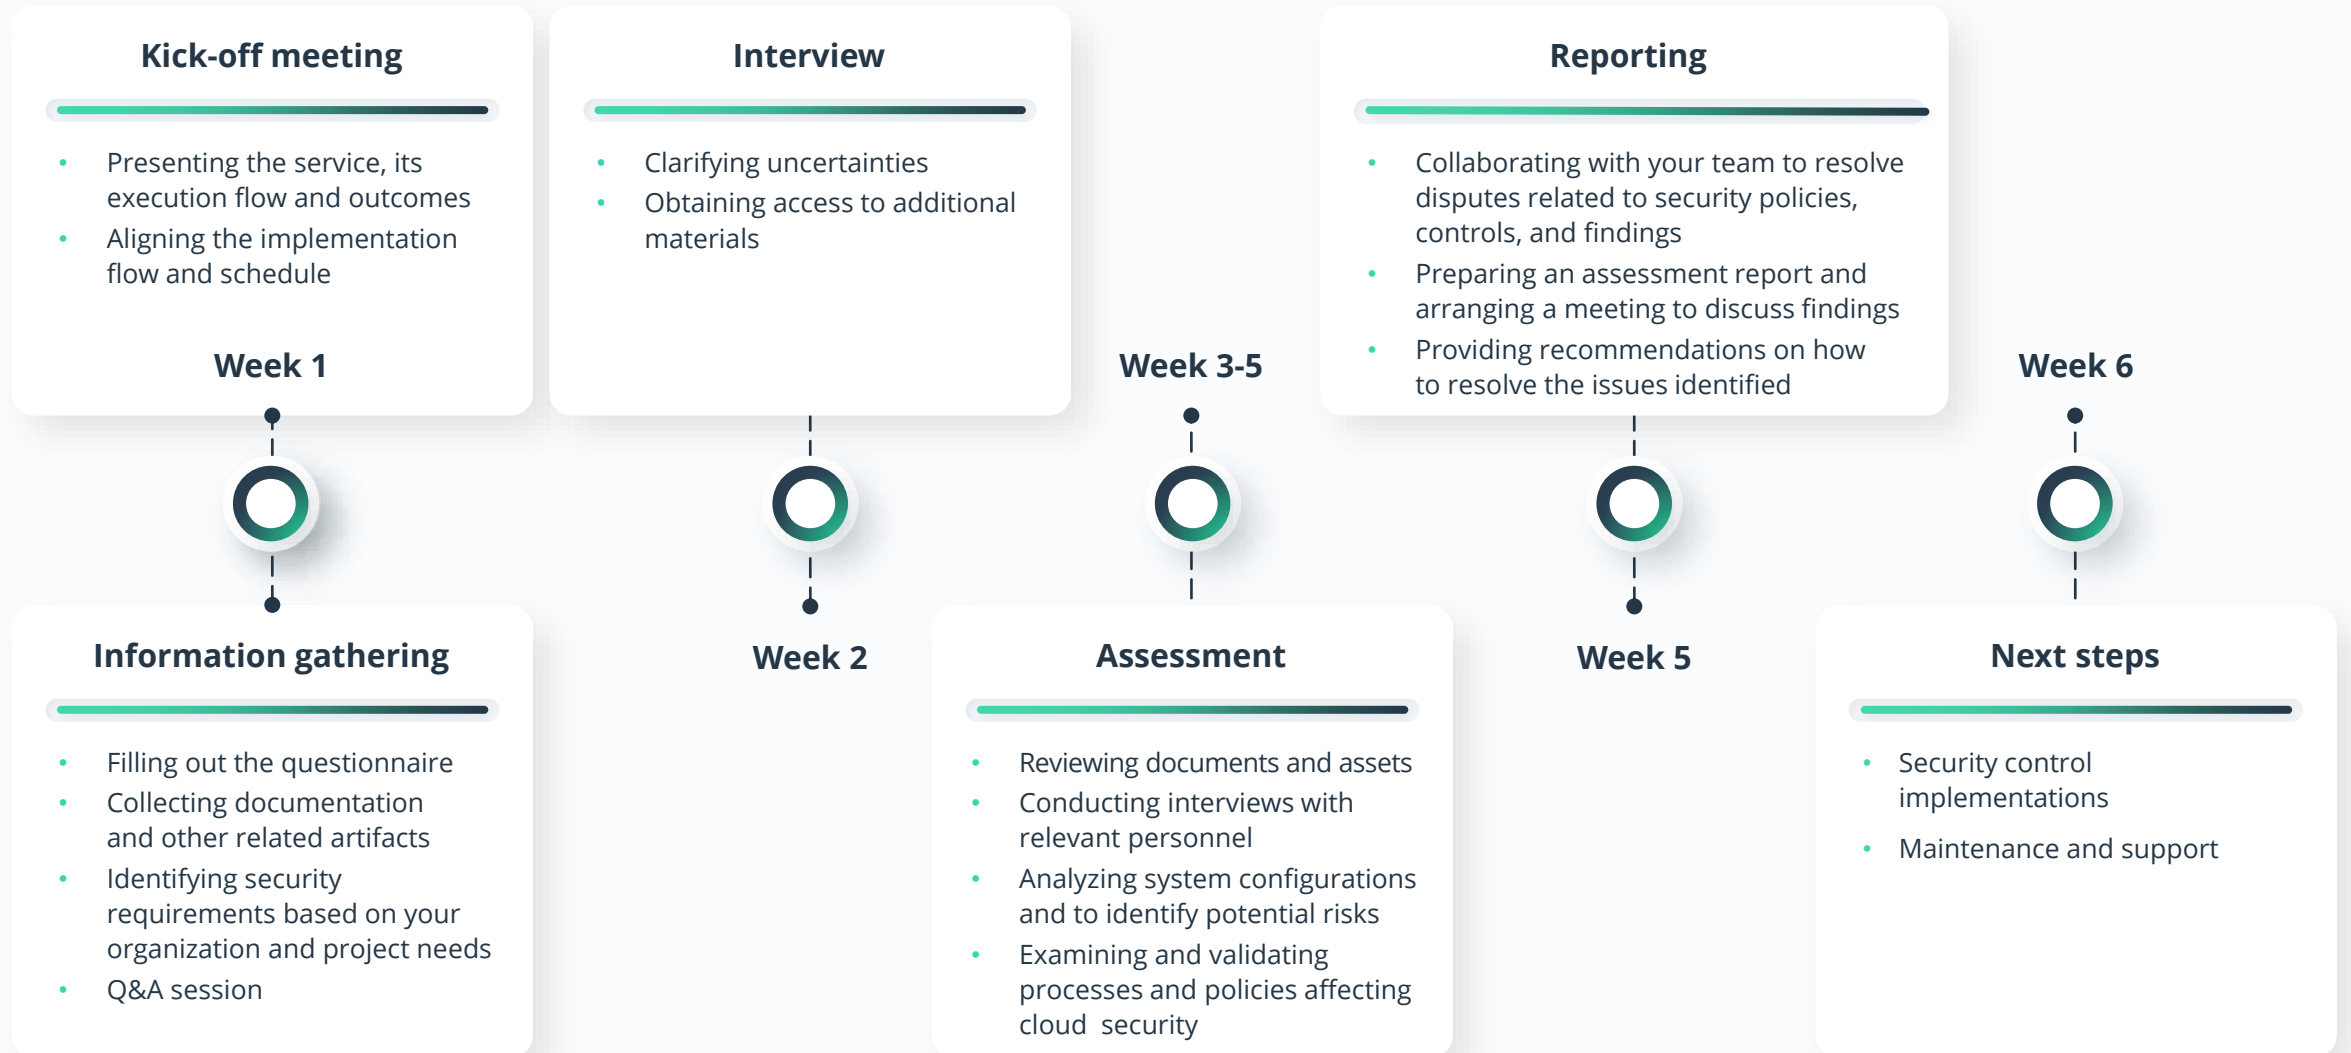 Kick-off meeting
• Presenting the service, its
execution flow and outcomes
• Aligning the implementation
flow and schedule
Week 1
Information gathering
• Filling out the questionnaire
• Collecting documentation
and other related artifacts
• Identifying security
requirements based on your
organization and project needs
• Q&A session
Interview
• Clarifying uncertainties
• Obtaining access to additional
materials
Week 2
Week 3-5
Assessment
• Reviewing documents and assets
• Conducting interviews with
relevant personnel
• Analyzing system configurations
and to identify potential risks
• Examining and validating
processes and policies affecting
cloud  security
Reporting
• Collaborating with your team to resolve
disputes related to security policies,
controls, and findings
• Preparing an assessment report and
arranging a meeting to discuss findings
• Providing recommendations on how
to resolve the issues identified
Week 5
Week 6
Next steps
• Security control
implementations
• Maintenance and support